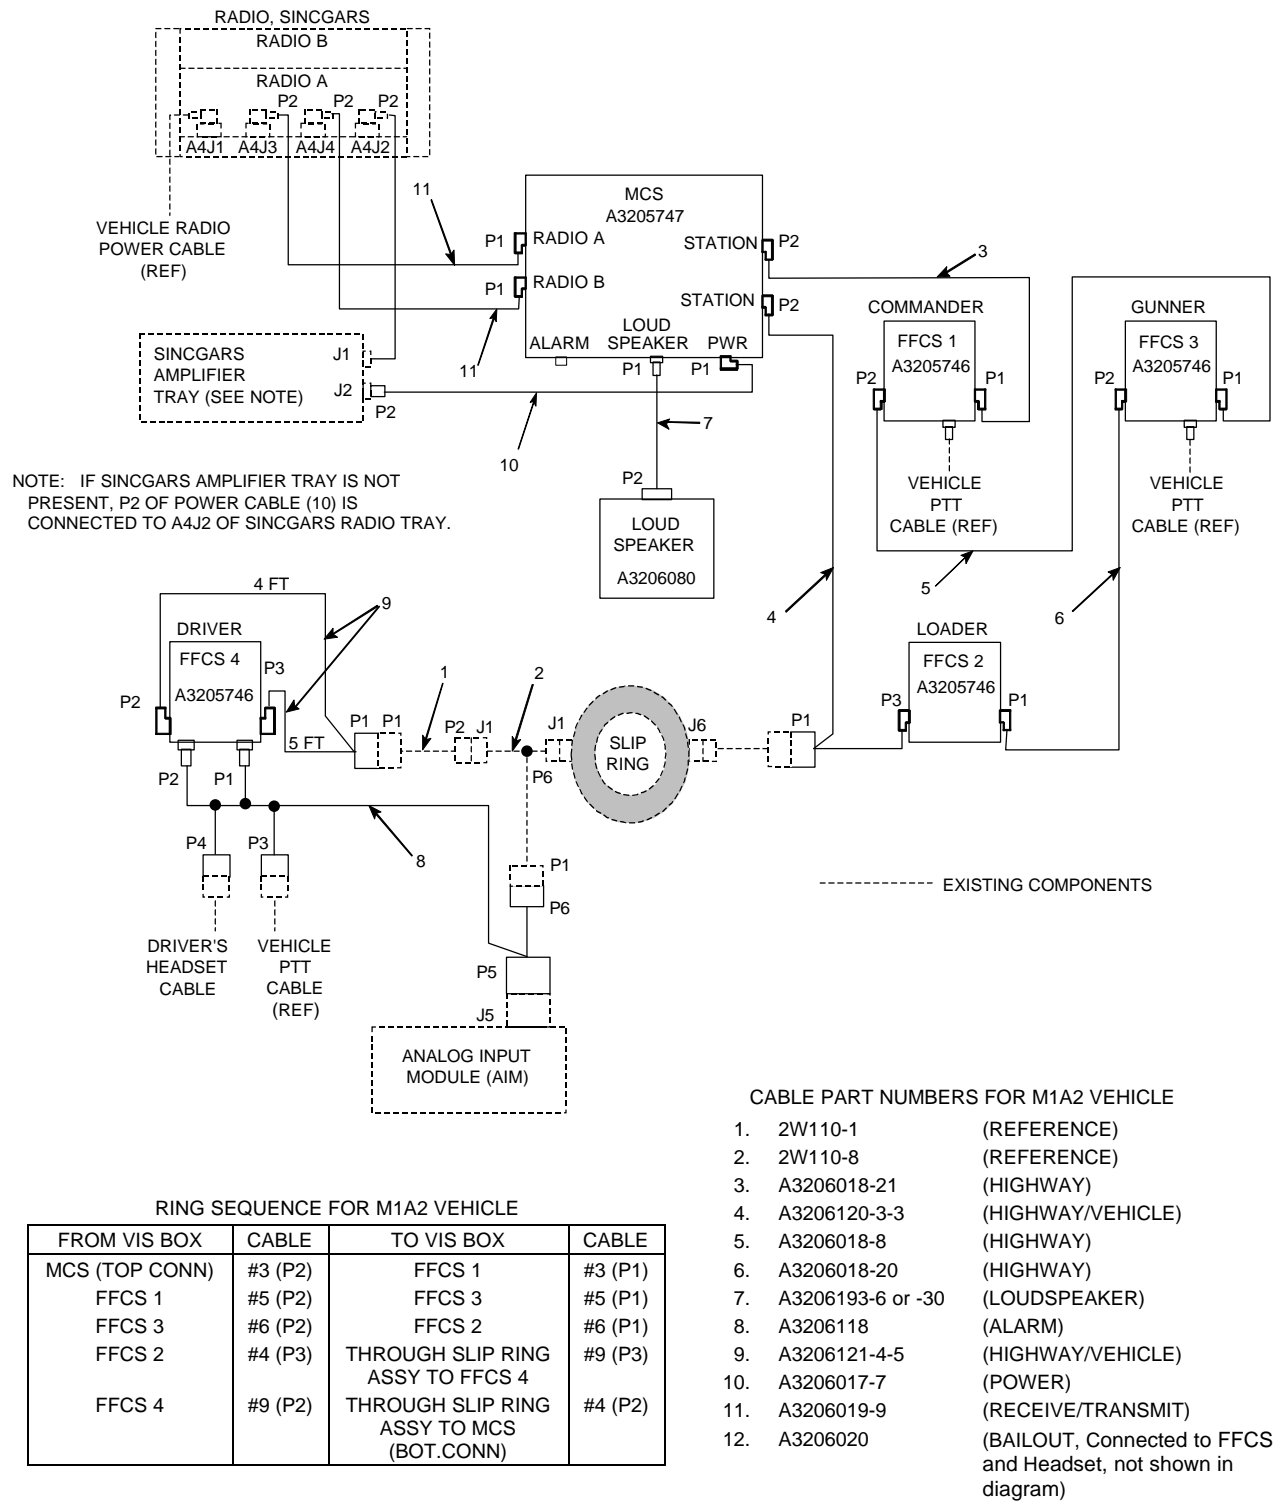 RADIO, SINCGARS
RADIO B
RADIO A
P2
P2
P2
A4J1
A4J3
A4J4
A4J2
VEHICLE RADIO
POWER CABLE
(REF)
11
MCS
A3205747
P1
RADIO A
STATION
P2
P1
RADIO B
STATION
P2
3
11
ALARM
LOUD
SPEAKER
PWR
P1
P1
SINCGARS
AMPLIFIER
TRAY (SEE NOTE)
J1
J2
P2
10
7
COMMANDER
FFCS 1
A3205746
P2
P1
VEHICLE
PTT
CABLE (REF)
GUNNER
FFCS 3
A3205746
P2
P1
VEHICLE
PTT
CABLE (REF)
NOTE: IF SINCGARS AMPLIFIER TRAY IS NOT
PRESENT, P2 OF POWER CABLE (10) IS
CONNECTED TO A4J2 OF SINCGARS RADIO TRAY.
P2
LOUD
SPEAKER
A3206080
4
5
6
4 FT
9
DRIVER
FFCS 4
A3205746
P3
P2
5 FT
P1
P1
1
P2
J1
2
J1
P6
SLIP
RING
J6
P1
LOADER
FFCS 2
A3205746
P3
P1
P2
P1
P4
P3
8
P1
P6
DRIVER'S
HEADSET
CABLE
VEHICLE
PTT
CABLE
(REF)
P5
J5
ANALOG INPUT
MODULE (AIM)
EXISTING COMPONENTS
CABLE PART NUMBERS FOR M1A2 VEHICLE
1. 2W110-1 (REFERENCE)
2. 2W110-8 (REFERENCE)
3. A3206018-21 (HIGHWAY)
4. A3206120-3-3 (HIGHWAY/VEHICLE)
5. A3206018-8 (HIGHWAY)
6. A3206018-20 (HIGHWAY)
7. A3206193-6 or -30 (LOUDSPEAKER)
8. A3206118 (ALARM)
9. A3206121-4-5 (HIGHWAY/VEHICLE)
10. A3206017-7 (POWER)
11. A3206019-9 (RECEIVE/TRANSMIT)
12. A3206020 (BAILOUT, Connected to FFCS
and Headset, not shown in
diagram)
RING SEQUENCE FOR M1A2 VEHICLE
FROM VIS BOX CABLE TO VIS BOX CABLE
MCS (TOP CONN) #3 (P2) FFCS 1 #3 (P1)
FFCS 1 #5 (P2) FFCS 3 #5 (P1)
FFCS 3 #6 (P2) FFCS 2 #6 (P1)
FFCS 2 #4 (P3) THROUGH SLIP RING #9 (P3)
ASSY TO FFCS 4
FFCS 4 #9 (P2) THROUGH SLIP RING #4 (P2)
ASSY TO MCS
(BOT.CONN)